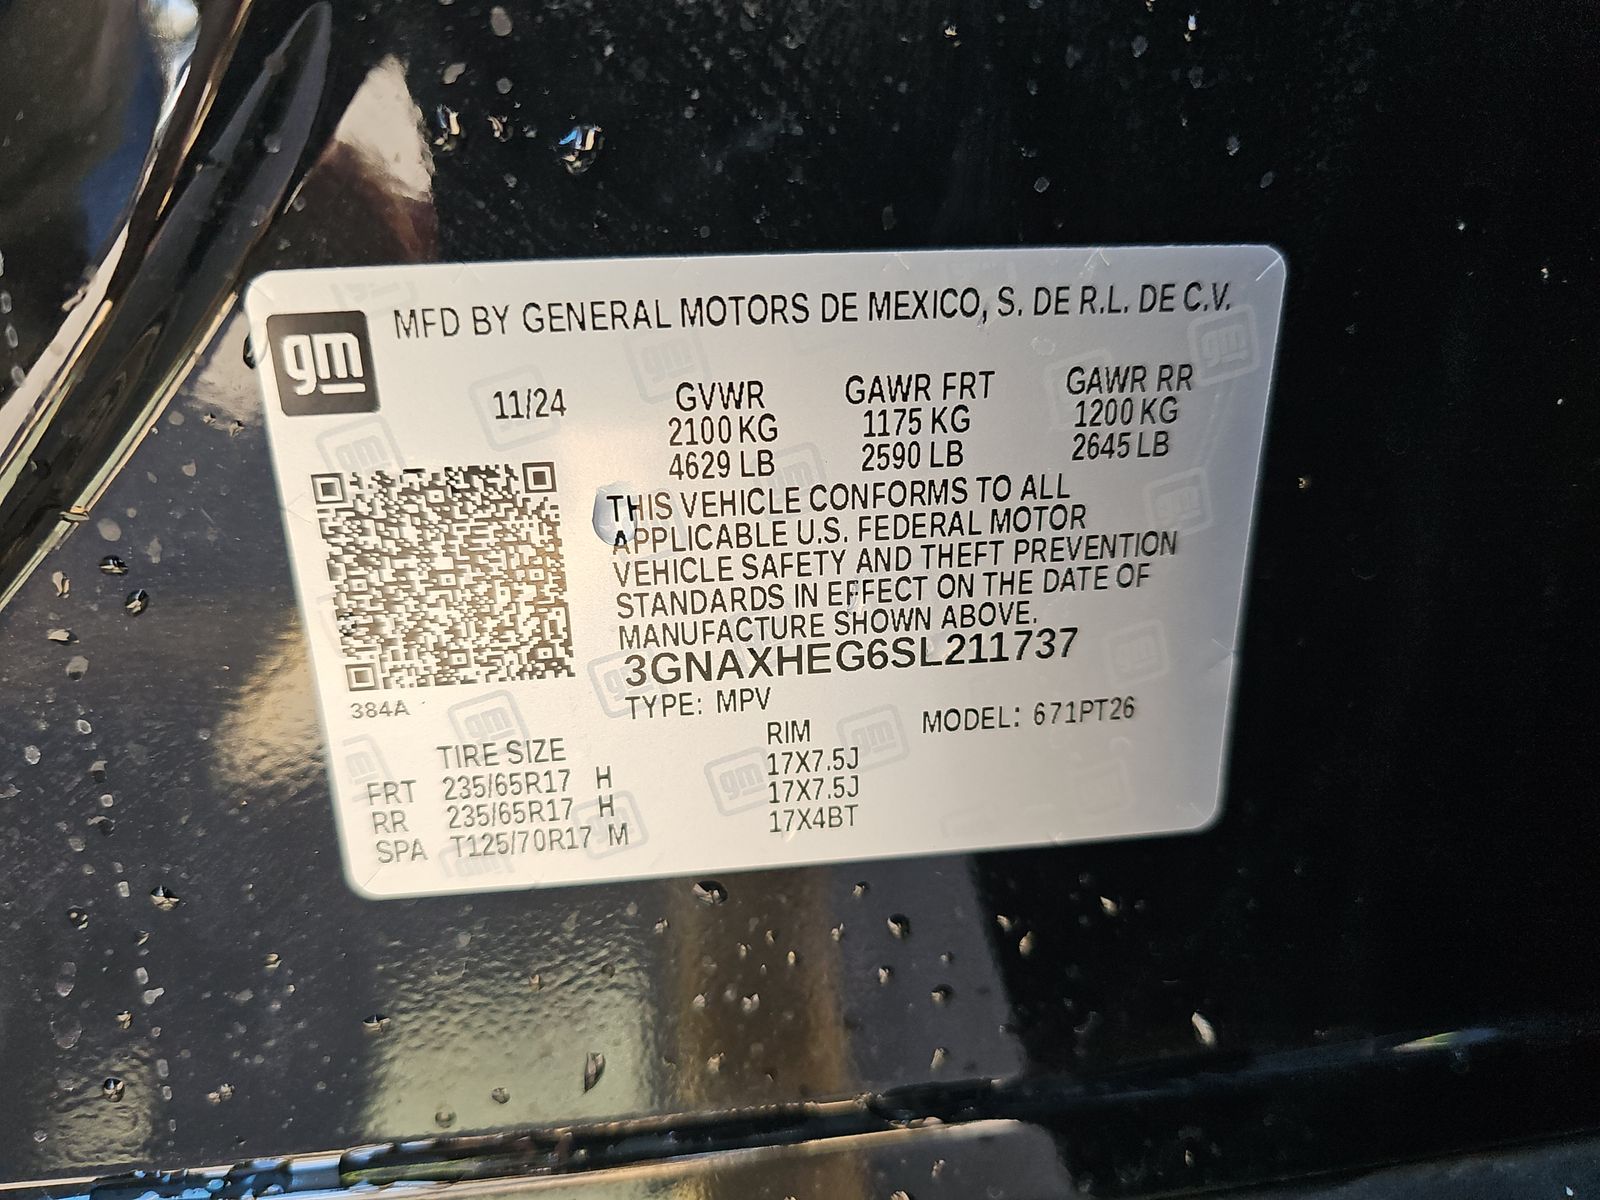 MFD BY GENERAL MOTORS DE MEXICO, S. DE R.L. DE C.V.
gm
11/24 GVWR GAWR FRT GAWR RR
2100 KG 1175 KG 1200 KG
4629 LB 2590 LB 2645 LB
THIS VEHICLE CONFORMS TO ALL
APPLICABLE U.S. FEDERAL MOTOR
VEHICLE SAFETY AND THEFT PREVENTION
STANDARDS IN EFFECT ON THE DATE OF
MANUFACTURE SHOWN ABOVE.
3GNAXHEG6SL211737
384A TYPE: MPV MODEL: 671PT26
TIRE SIZE RIM
FRT 235/65R17 H 17X7.5J
RR 235/65R17 H 17X7.5J
SPA T125/70R17 M 17X4BT